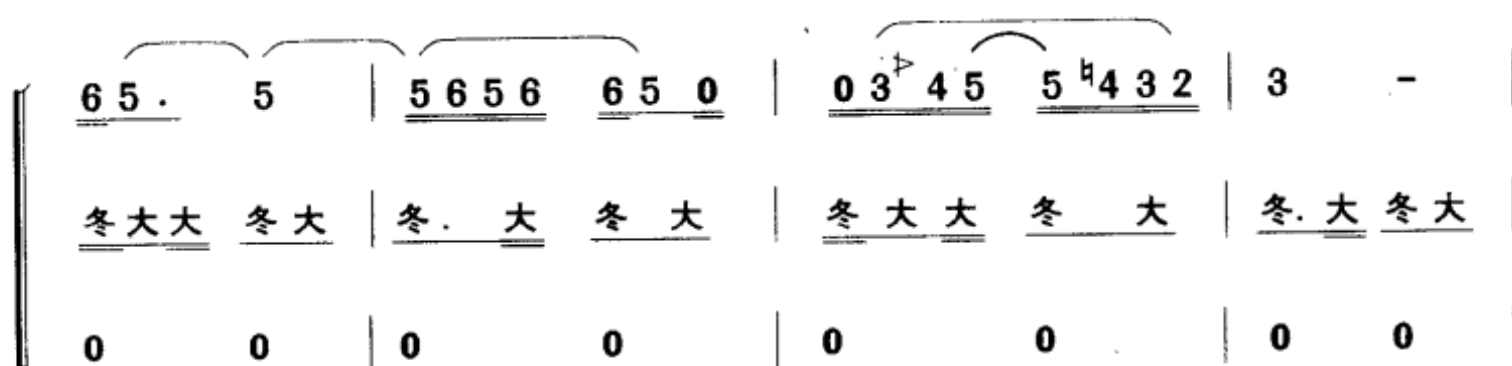 6 5 . 5 | 5 6 5 6 6 5 0 | 0 3 4 5 5 ♮4 3 2 | 3 -
冬 大 大 冬 大 | 冬 . 大 冬 大 | 冬 大 大 冬 大 | 冬 . 大 冬 大
0 0 | 0 0 | 0 0 | 0 0